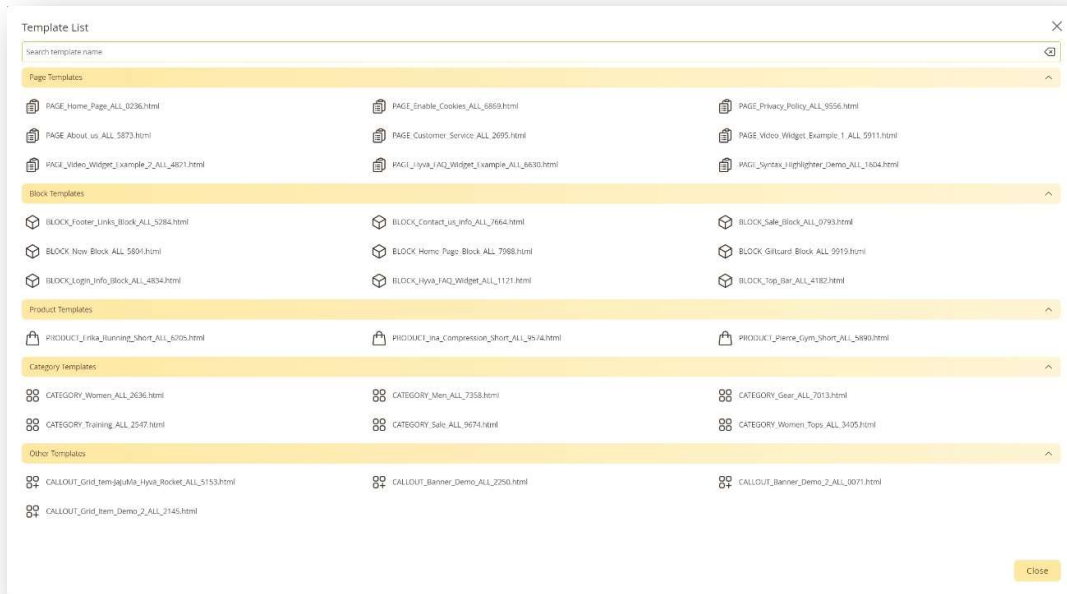 Template List
Search template name
Page Templates
PAGE_Home_Page_ALL_0236.html PAGE_Enable_Cookies_ALL_6869.html PAGE_Privacy_Policy_ALL_9556.html
PAGE_About_us_ALL_5873.html PAGE_Customer_Service_ALL_2695.html PAGE_Video_Widget_Example_1_ALL_5911.html
PAGE_Video_Widget_Example_2_ALL_4821.html PAGE_Hyva_FAQ_Widget_Example_ALL_6630.html PAGE_Syntax_Highlighter_Demo_ALL_1604.html
Block Templates
BLOCK_Footer_Links_Block_ALL_5284.html BLOCK_Contact_us_Info_ALL_7664.html BLOCK_Sale_Block_ALL_0793.html
BLOCK_New_Block_ALL_5804.html BLOCK_Home_Page_Block_ALL_7988.html BLOCK_Giftcard_Block_ALL_9919.html
BLOCK_Login_Info_Block_ALL_4834.html BLOCK_Hyva_FAQ_Widget_ALL_1121.html BLOCK_Top_Bar_ALL_4182.html
Product Templates
PRODUCT_Erika_Running_Short_ALL_6205.html PRODUCT_Ina_Compression_Short_ALL_9574.html PRODUCT_Pierce_Gym_Short_ALL_5890.html
Category Templates
CATEGORY_Women_ALL_2636.html CATEGORY_Men_ALL_7358.html CATEGORY_Gear_ALL_7013.html
CATEGORY_Training_ALL_2547.html CATEGORY_Sale_ALL_9674.html CATEGORY_Women_Tops_ALL_3405.html
Other Templates
CALLOUT_Grid_tem-JaJuMa_Hyva_Rocket_ALL_5153.html CALLOUT_Banner_Demo_ALL_2250.html CALLOUT_Banner_Demo_2_ALL_0071.html
CALLOUT_Grid_Item_Demo_2_ALL_2145.html
Close